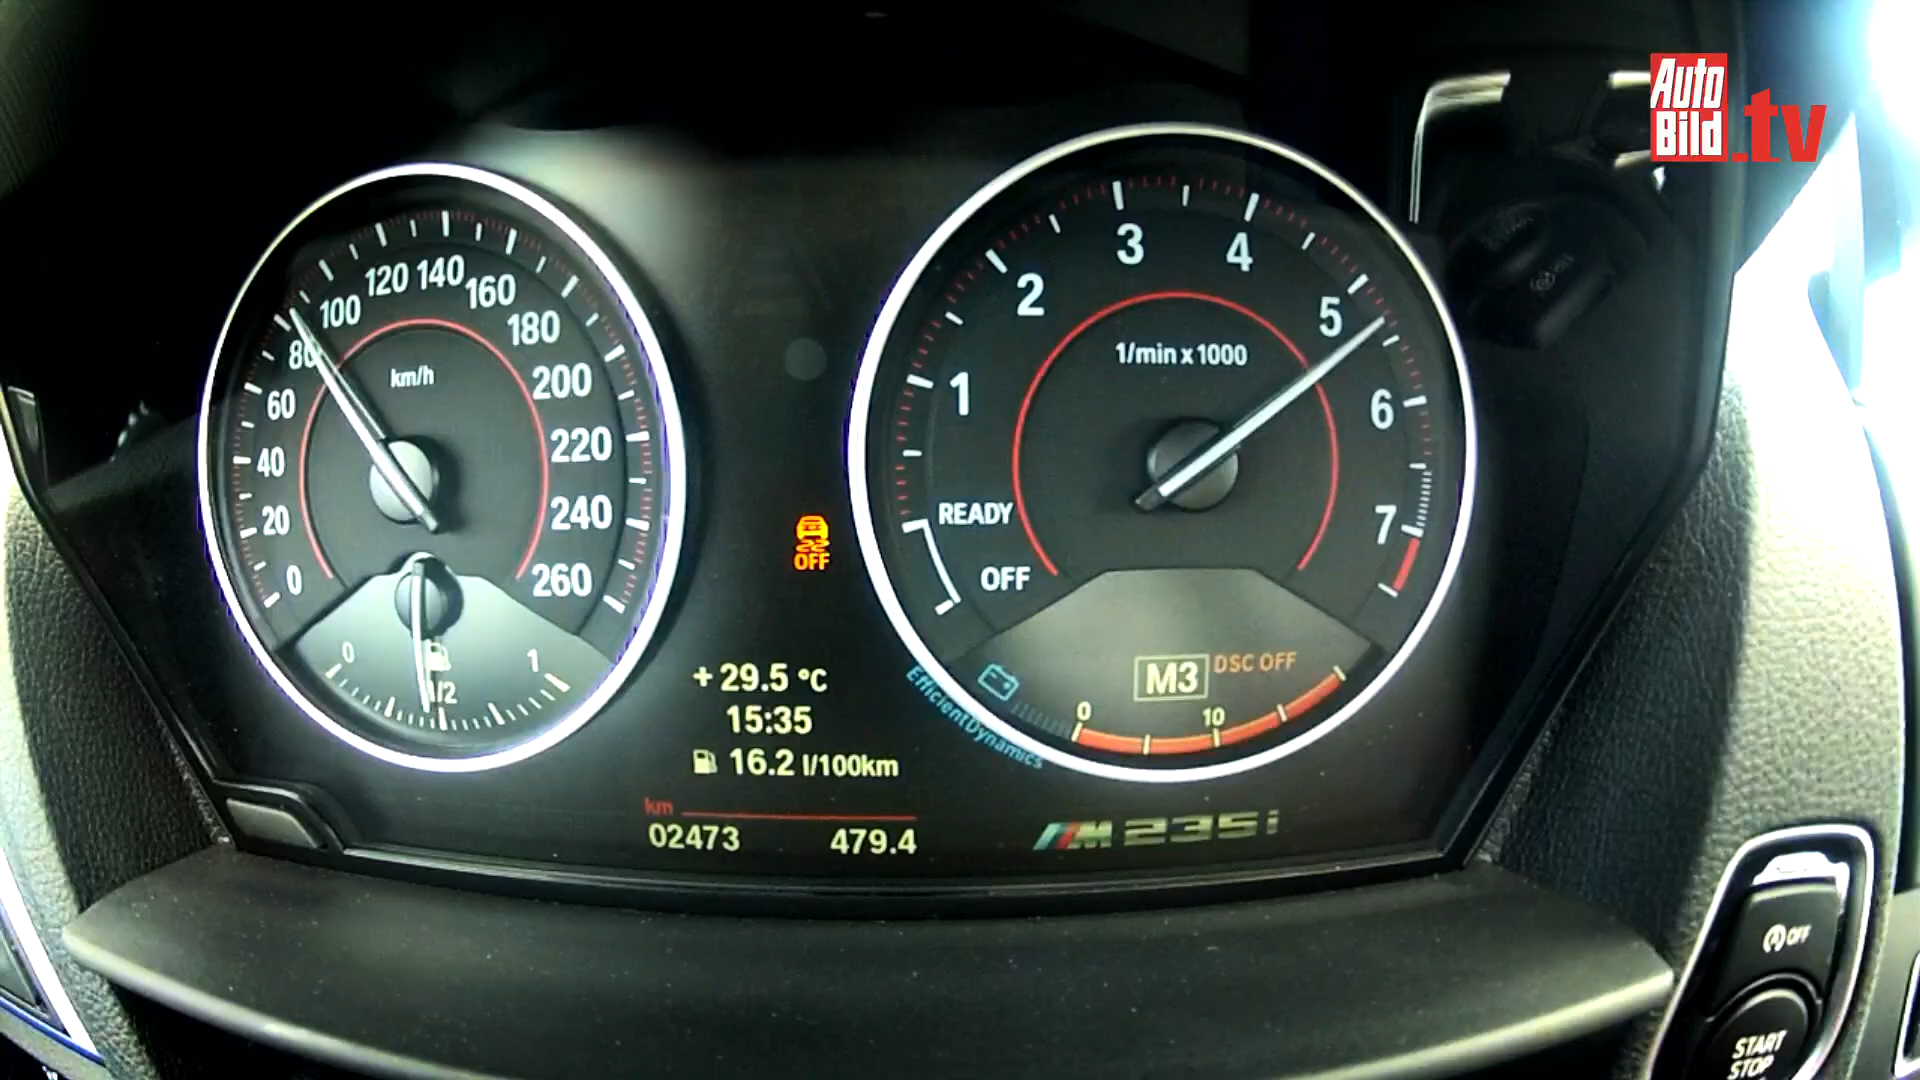 Auto
Bild
.tv
0
20
40
60
80
100
120
140
160
180
200
220
240
260
km/h
0
1/2
1
OFF
+ 29.5 °C
15:35
16.2 l/100km
km
02473 479.4
OFF
READY
1
2
3
4
5
6
7
1/min x 1000
M3 DSC OFF
0
10
EfficientDynamics
M 235i
A OFF
START
STOP